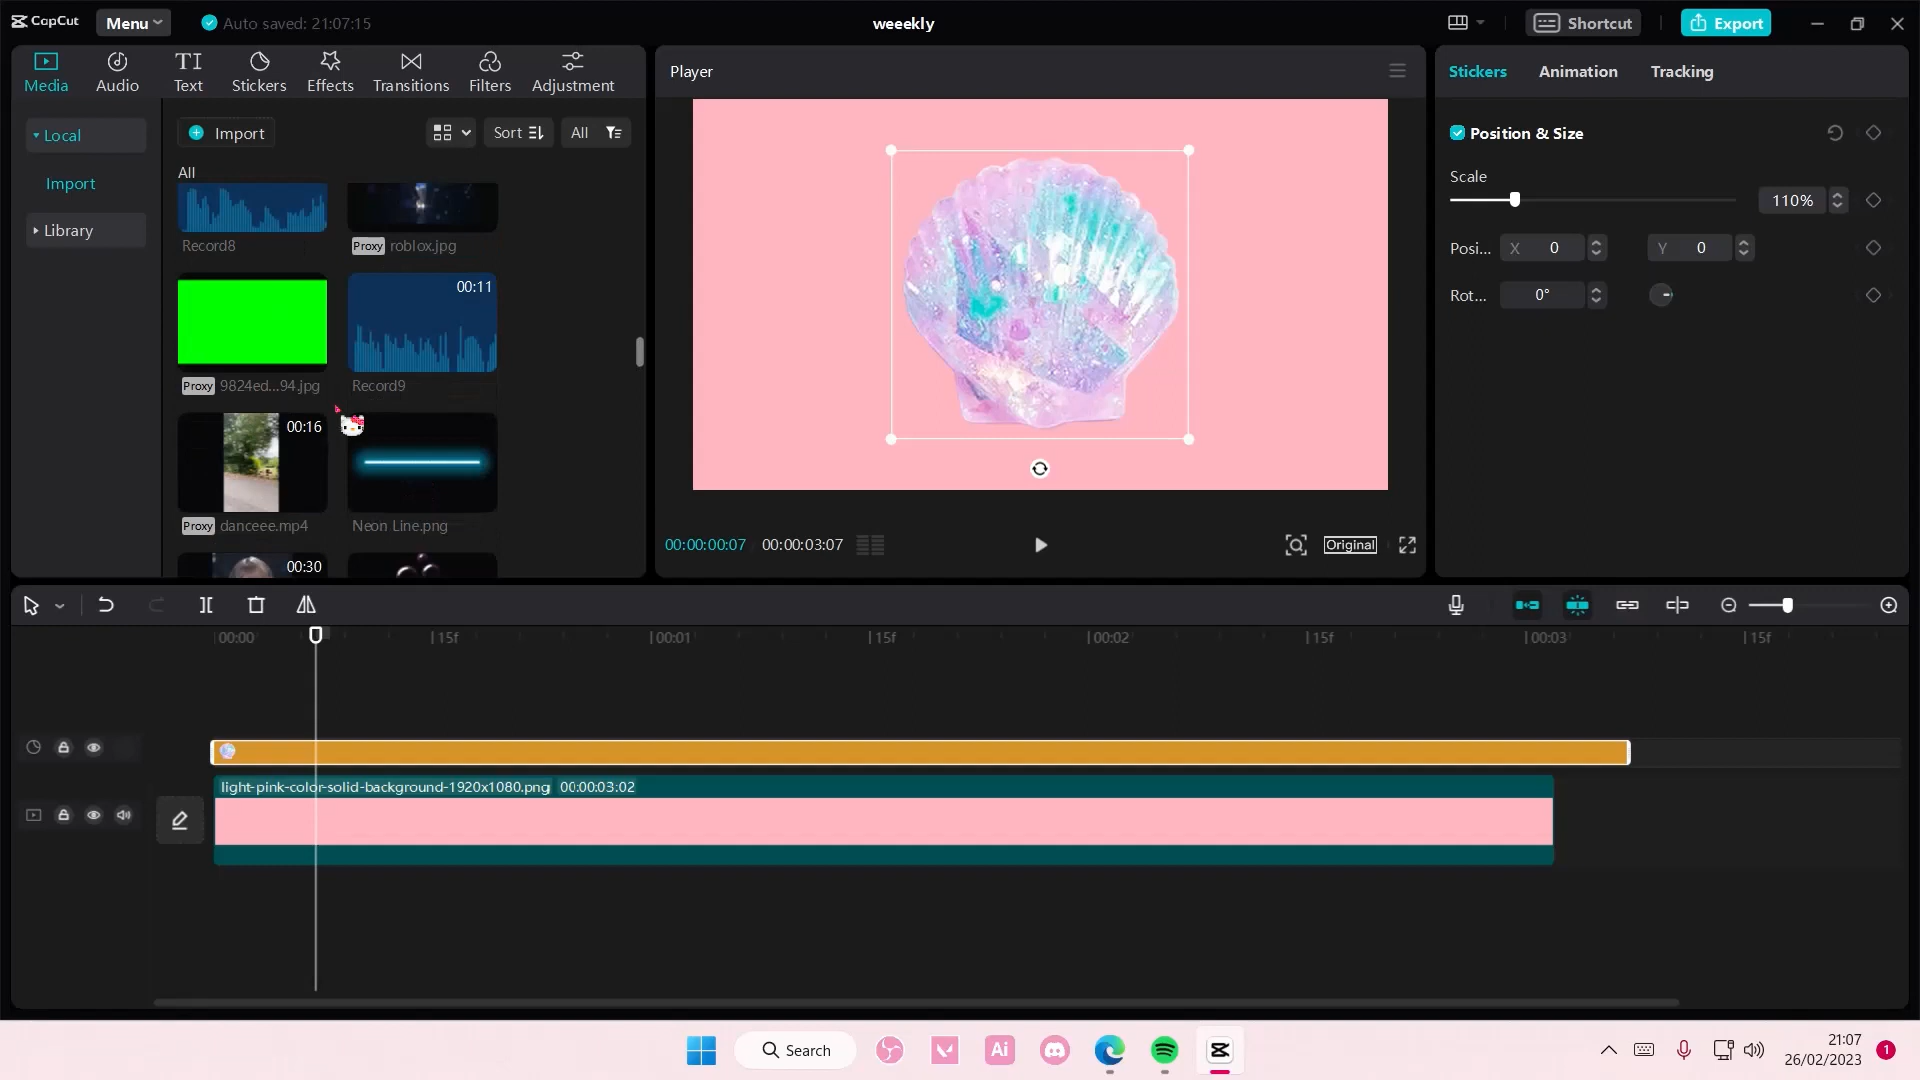 CapCut
Menu
Auto saved: 21:07:15
weeekly
Shortcut
Export
Media
Audio
TI
Text
Stickers
Effects
Transitions
Filters
Adjustment
Player
Stickers
Animation
Tracking
Local
Import
Library
Import
Sort
All
All
Record8
Proxy roblox.jpg
00:11
Proxy 9824ed...94.jpg
Record9
00:16
Proxy danceee.mp4
Neon Line.png
00:30
Position & Size
Scale
110%
Posi... X 0 Y 0
Rot... 0°
00:00:00:07 00:00:03:07
Original
00:00 15f 00:01 15f 00:02 15f 00:03 15f
light-pink-color-solid-background-1920x1080.png 00:00:03:02
Search
Ai
21:07
26/02/2023
1